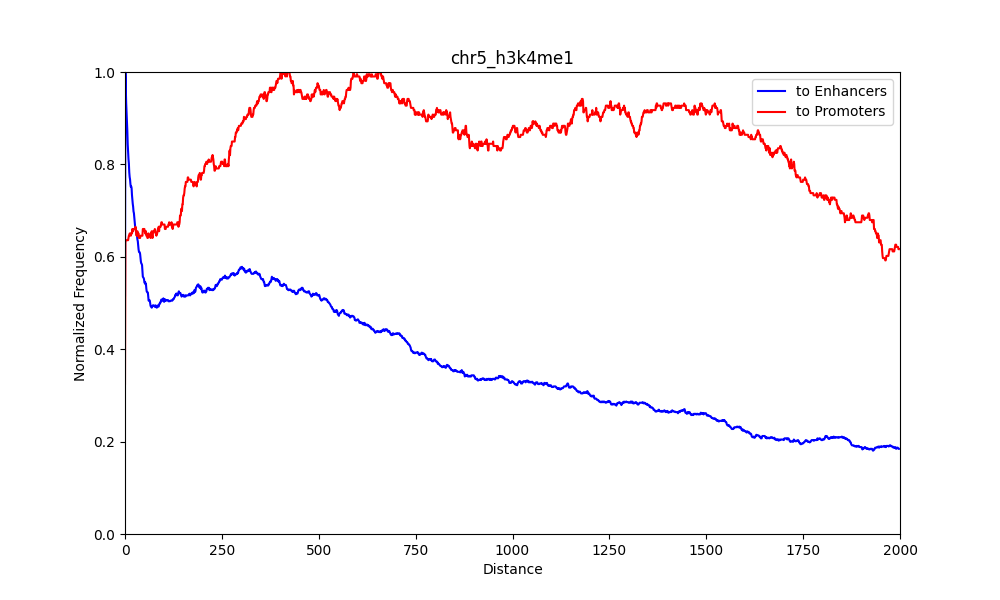 chr5_h3k4me1
1.0
0.8
0.6
0.4
0.2
0.0
Normalized Frequency
to Enhancers
to Promoters
0 250 500 750 1000 1250 1500 1750 2000
Distance